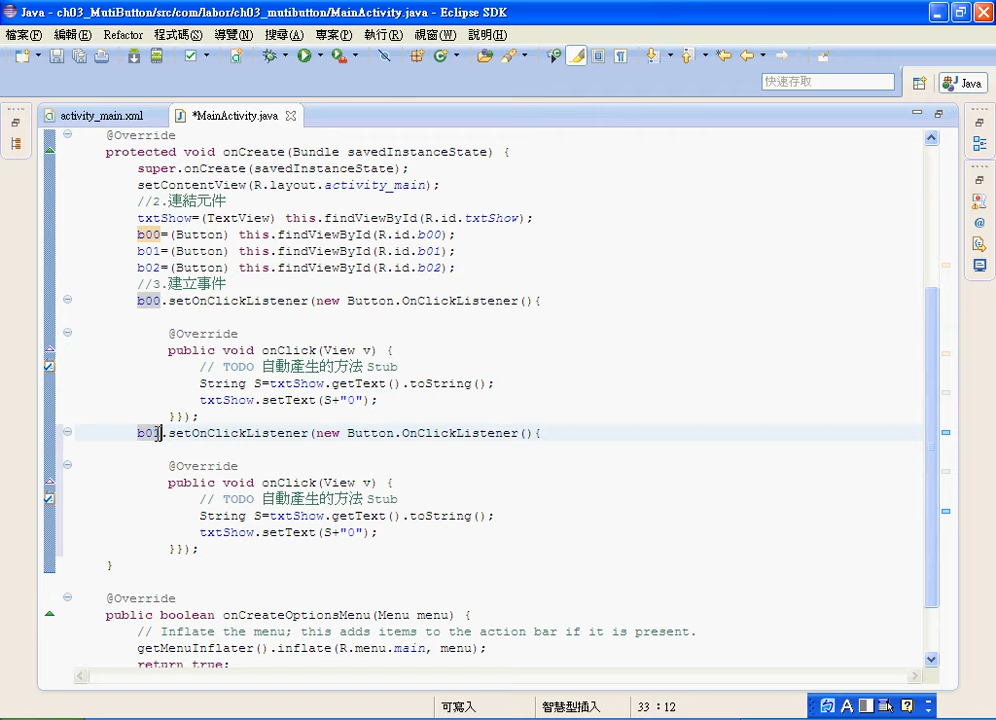 Java - ch03_MutiButton/src/com/labor/ch03_mutibutton/MainActivity.java - Eclipse SDK
檔案(F) 編輯(E) Refactor 程式碼(S) 導覽(N) 搜尋(A) 專案(P) 執行(R) 視窗(W) 說明(H)
快速存取
Java
activity_main.xml *MainActivity.java
@Override
protected void onCreate(Bundle savedInstanceState) {
super.onCreate(savedInstanceState);
setContentView(R.layout.activity_main);
//2.連結元件
txtShow=(TextView) this.findViewById(R.id.txtShow);
b00=(Button) this.findViewById(R.id.b00);
b01=(Button) this.findViewById(R.id.b01);
b02=(Button) this.findViewById(R.id.b02);
//3.建立事件
b00.setOnClickListener(new Button.OnClickListener(){
@Override
public void onClick(View v) {
// TODO 自動產生的方法 Stub
String S=txtShow.getText().toString();
txtShow.setText(S+"0");
}});
b01.setOnClickListener(new Button.OnClickListener(){
@Override
public void onClick(View v) {
// TODO 自動產生的方法 Stub
String S=txtShow.getText().toString();
txtShow.setText(S+"0");
}});
}
@Override
public boolean onCreateOptionsMenu(Menu menu) {
// Inflate the menu; this adds items to the action bar if it is present.
getMenuInflater().inflate(R.menu.main, menu);
return true;
可寫入 智慧型插入 33 : 12